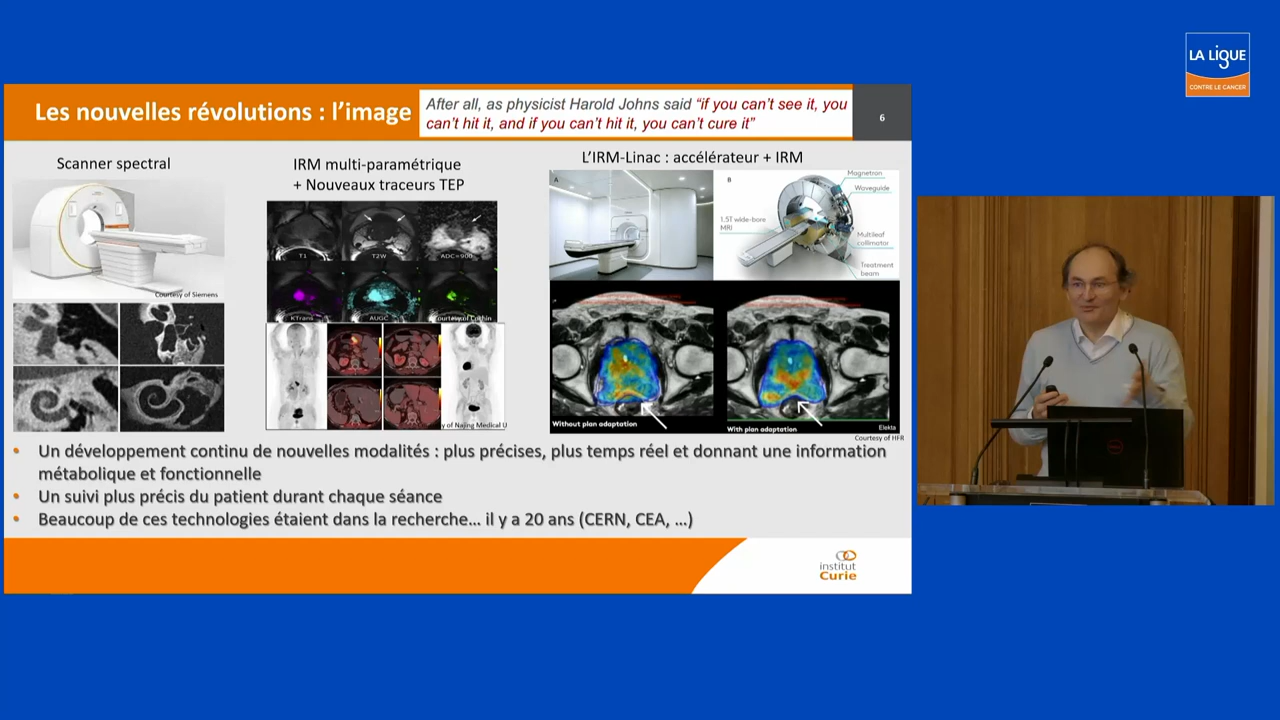 LA LIGUE
CONTRE LE CANCER
Les nouvelles révolutions : l’image
After all, as physicist Harold Johns said “if you can’t see it, you
can’t hit it, and if you can’t hit it, you can’t cure it”
6
Scanner spectral
Courtesy of Siemens
IRM multi-paramétrique
+ Nouveaux traceurs TEP
T1
T2W
ADC=900
KTrans
AUGC
Courtesy of Cochin
y of Najing Medical U
L’IRM-Linac : accélérateur + IRM
A
B
Magnetron
Waveguide
1.5T wide-bore
MRI
Multileaf
collimator
Treatment
beam
Without plan adaptation
With plan adaptation
Elekta
Courtesy of HFR
• Un développement continu de nouvelles modalités : plus précises, plus temps réel et donnant une information
métabolique et fonctionnelle
• Un suivi plus précis du patient durant chaque séance
• Beaucoup de ces technologies étaient dans la recherche… il y a 20 ans (CERN, CEA, …)
institut
Curie